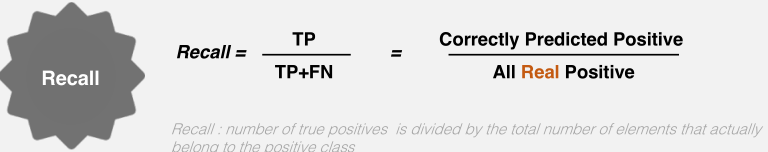 Recall
Recall = TP / TP+FN = Correctly Predicted Positive / All Real Positive
Recall : number of true positives is divided by the total number of elements that actually
belong to the positive class